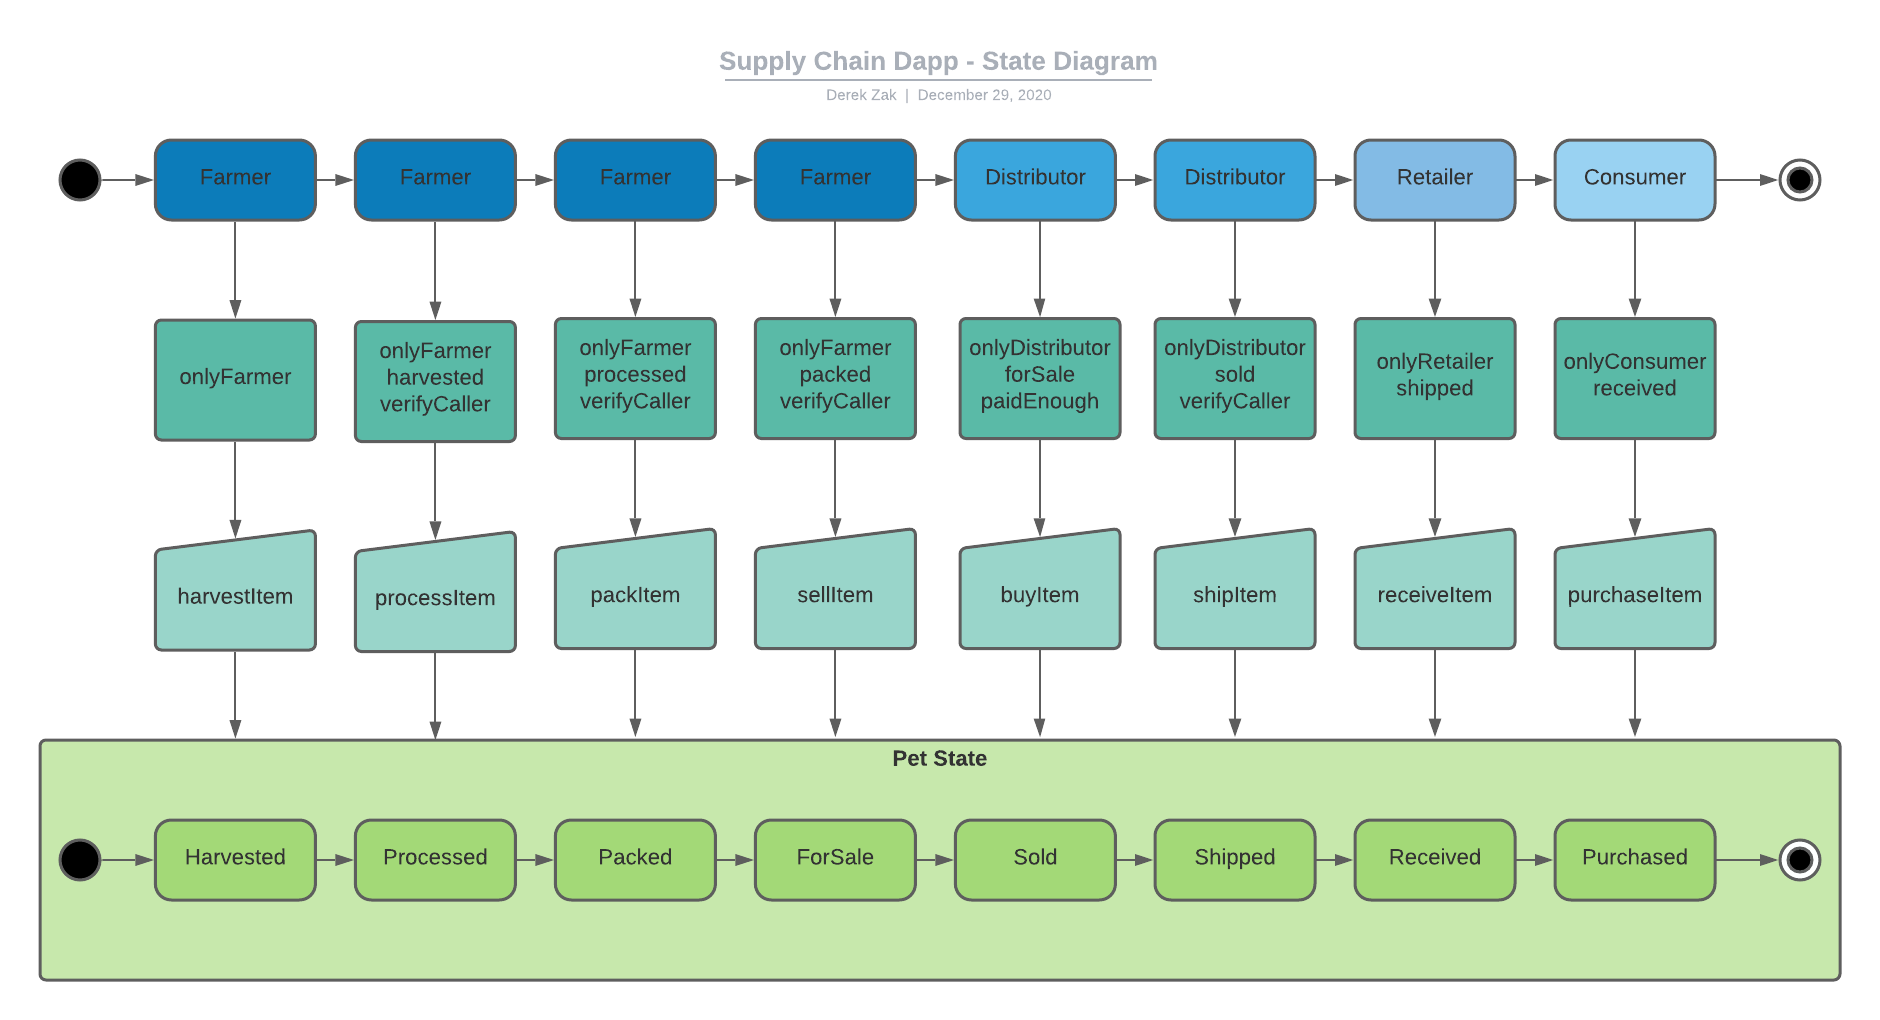 Supply Chain Dapp - State Diagram
Derek Zak | December 29, 2020
Farmer
Farmer
Farmer
Farmer
Distributor
Distributor
Retailer
Consumer
onlyFarmer
onlyFarmer
harvested
verifyCaller
onlyFarmer
processed
verifyCaller
onlyFarmer
packed
verifyCaller
onlyDistributor
forSale
paidEnough
onlyDistributor
sold
verifyCaller
onlyRetailer
shipped
onlyConsumer
received
harvestItem
processItem
packItem
sellItem
buyItem
shipItem
receiveItem
purchaseItem
Pet State
Harvested
Processed
Packed
ForSale
Sold
Shipped
Received
Purchased